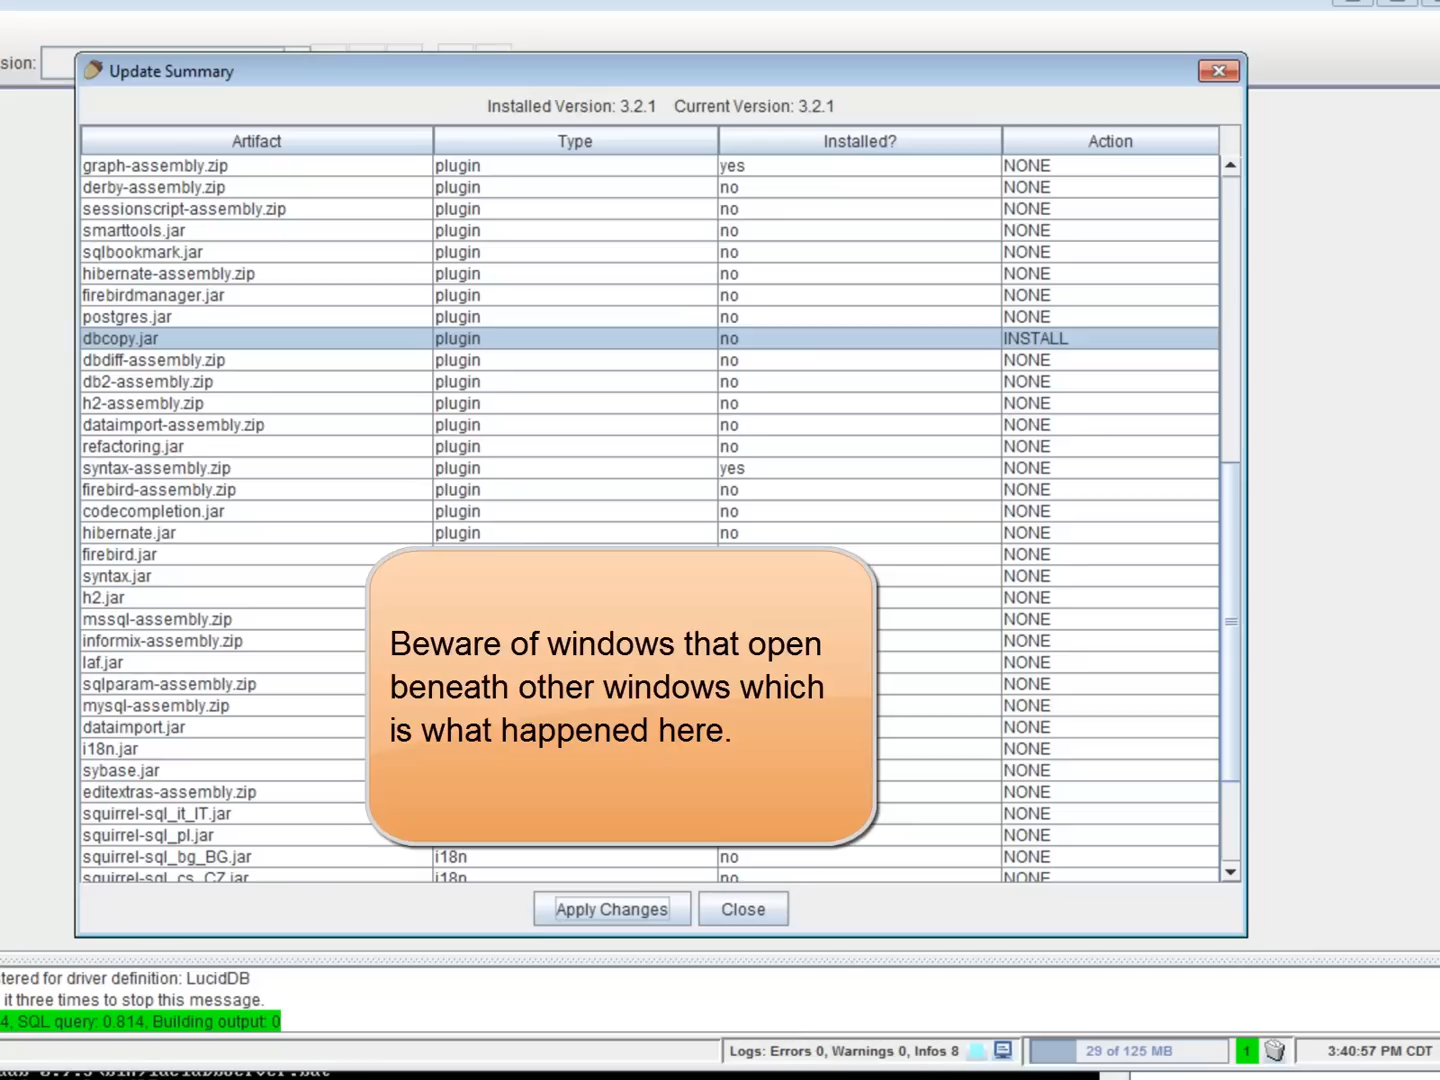 sion:
Update Summary
Installed Version: 3.2.1 Current Version: 3.2.1
Artifact Type Installed? Action
graph-assembly.zip plugin yes NONE
derby-assembly.zip plugin no NONE
sessionscript-assembly.zip plugin no NONE
smarttools.jar plugin no NONE
sqlbookmark.jar plugin no NONE
hibernate-assembly.zip plugin no NONE
firebirdmanager.jar plugin no NONE
postgres.jar plugin no NONE
dbcopy.jar plugin no INSTALL
dbdiff-assembly.zip plugin no NONE
db2-assembly.zip plugin no NONE
h2-assembly.zip plugin no NONE
dataimport-assembly.zip plugin no NONE
refactoring.jar plugin no NONE
syntax-assembly.zip plugin yes NONE
firebird-assembly.zip plugin no NONE
codecompletion.jar plugin no NONE
hibernate.jar plugin no NONE
firebird.jar NONE
syntax.jar NONE
h2.jar NONE
mssql-assembly.zip NONE
informix-assembly.zip NONE
laf.jar NONE
sqlparam-assembly.zip NONE
mysql-assembly.zip NONE
dataimport.jar NONE
i18n.jar NONE
sybase.jar NONE
editextras-assembly.zip NONE
squirrel-sql_it_IT.jar NONE
squirrel-sql_pl.jar NONE
squirrel-sql_bg_BG.jar i18n no NONE
squirrel-sql_cs_CZ.jar i18n no NONE
Beware of windows that open
beneath other windows which
is what happened here.
Apply Changes Close
tered for driver definition: LucidDB
it three times to stop this message.
4, SQL query: 0.814, Building output: 0
Logs: Errors 0, Warnings 0, Infos 8 29 of 125 MB 1 3:40:57 PM CDT